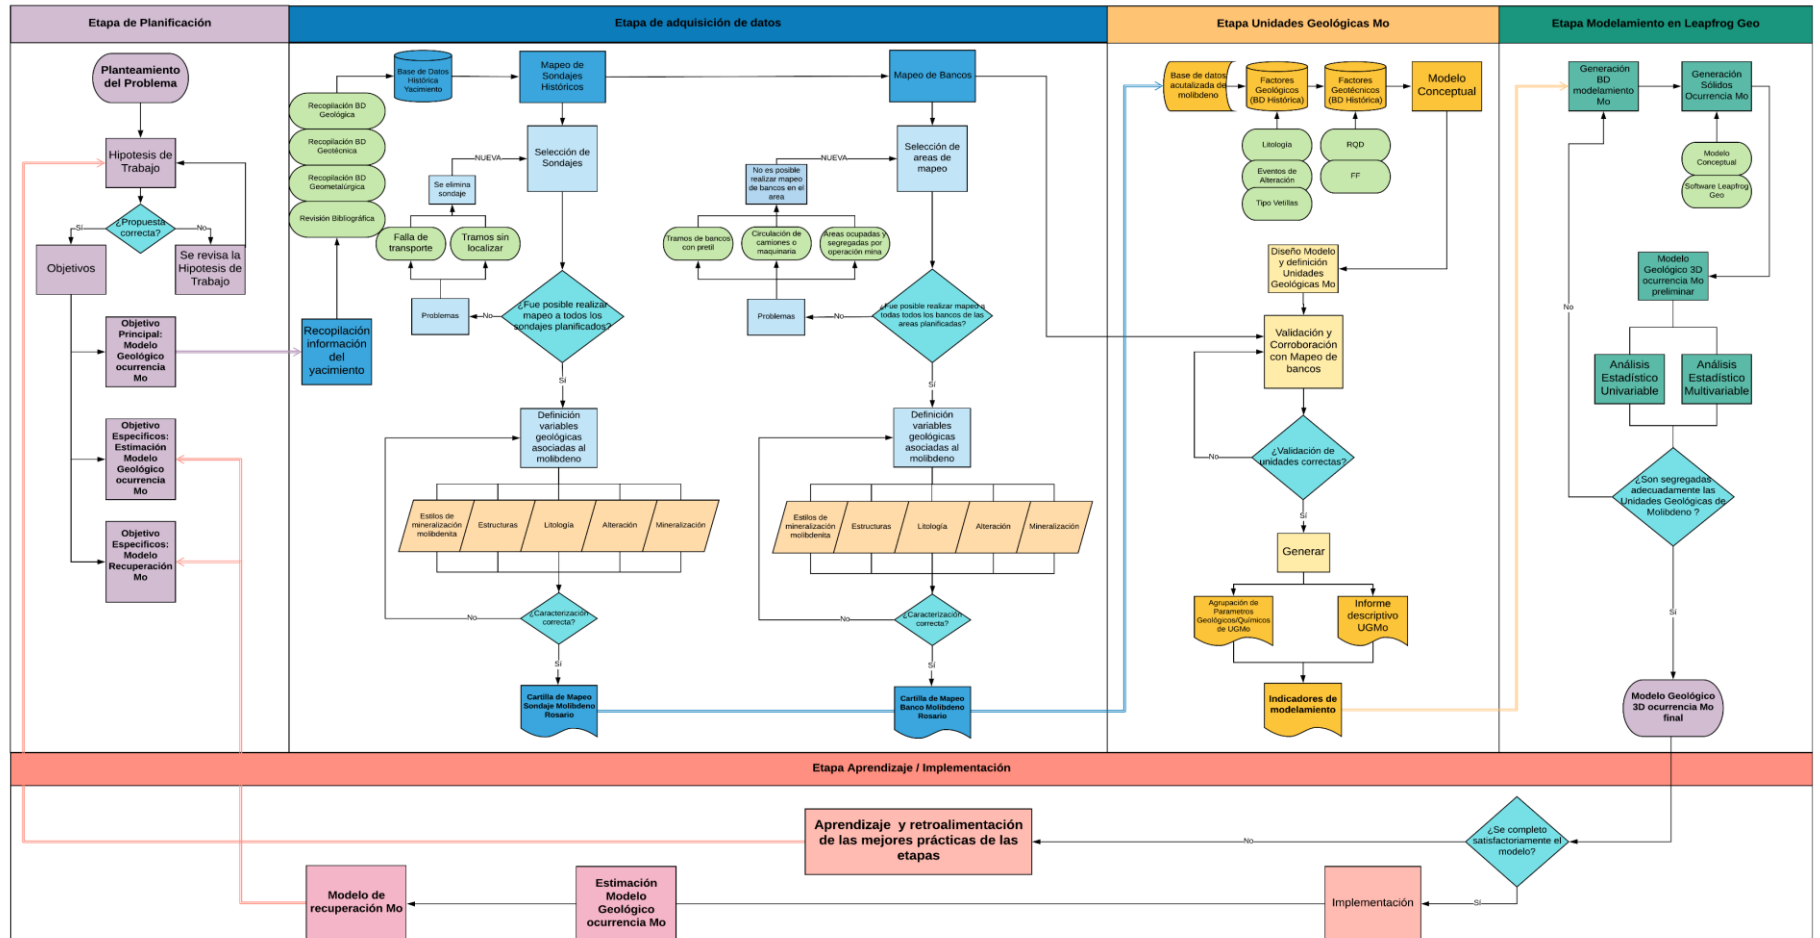 Etapa de Planificación
Etapa de adquisición de datos
Etapa Unidades Geológicas Mo
Etapa Modelamiento en Leapfrog Geo
Planteamiento
del Problema
Hipotesis de
Trabajo
¿Propuesta
correcta?
Sí
No
Objetivos
Se revisa la
Hipotesis de
Trabajo
Objetivo
Principal:
Modelo
Geológico
ocurrencia
Mo
Objetivo
Especificos:
Estimación
Modelo
Geológico
ocurrencia
Mo
Objetivo
Específicos:
Modelo
Recuperación
Mo
Recopilación BD
Geológica
Recopilación BD
Geotécnica
Recopilación BD
Geometalúrgica
Revisión Bibliográfica
Recopilación
información
del
yacimiento
Base de Datos
Histórica
Yacimiento
Mapeo de
Sondajes
Históricos
Selección de
Sondajes
NUEVA
Se elimina
sondaje
Falla de
transporte
Tramos sin
localizar
Problemas
No
¿Fue posible realizar
mapeo a todos los
sondajes planificados?
Sí
Definición
variables
geológicas
asociadas al
molibdeno
Estilos de
mineralización
molibdenita
Estructuras
Litología
Alteración
Mineralización
¿Caracterización
correcta?
No
Sí
Cartilla de Mapeo
Sondaje Molibdeno
Rosario
Mapeo de Bancos
Selección de
areas de
mapeo
NUEVA
No es posible
realizar mapeo
de bancos en el
area
Tramos de bancos
con pretil
Circulación de
camiones o
maquinaria
Áreas ocupadas y
segregadas por
operación mina
Problemas
No
¿Fue posible realizar mapeo a
todas todos los bancos de las
areas planificadas?
Sí
Definición
variables
geológicas
asociadas al
molibdeno
Estilos de
mineralización
molibdenita
Estructuras
Litología
Alteración
Mineralización
¿Caracterización
correcta?
No
Sí
Cartilla de Mapeo
Banco Molibdeno
Rosario
Base de datos
acutalizada de
molibdeno
Factores
Geológicos
(BD Histórica)
Factores
Geotécnicos
(BD Histórica)
Modelo
Conceptual
Litología
Eventos de
Alteración
Tipo Vetillas
RQD
FF
Diseño Modelo
y definición
Unidades
Geológicas Mo
Validación y
Corroboración
con Mapeo de
bancos
¿Validación de
unidades correctas?
No
Sí
Generar
Agrupación de
Parametros
Geológicos/Químicos
de UGMo
Informe
descriptivo
UGMo
Indicadores de
modelamiento
Generación
BD
modelamiento
Mo
Generación
Sólidos
Ocurrencia Mo
Modelo
Conceptual
Software Leapfrog
Geo
Modelo
Geológico 3D
ocurrencia Mo
preliminar
No
Análisis
Estadístico
Univariable
Análisis
Estadístico
Multivariable
¿Son segregadas
adecuadamente las
Unidades Geológicas de
Molibdeno ?
Sí
Modelo Geológico
3D ocurrencia Mo
final
Etapa Aprendizaje / Implementación
Aprendizaje y retroalimentación
de las mejores prácticas de las
etapas
No
¿Se completo
satisfactoriamente el
modelo?
Sí
Implementación
Estimación
Modelo
Geológico
ocurrencia Mo
Modelo de
recuperación Mo